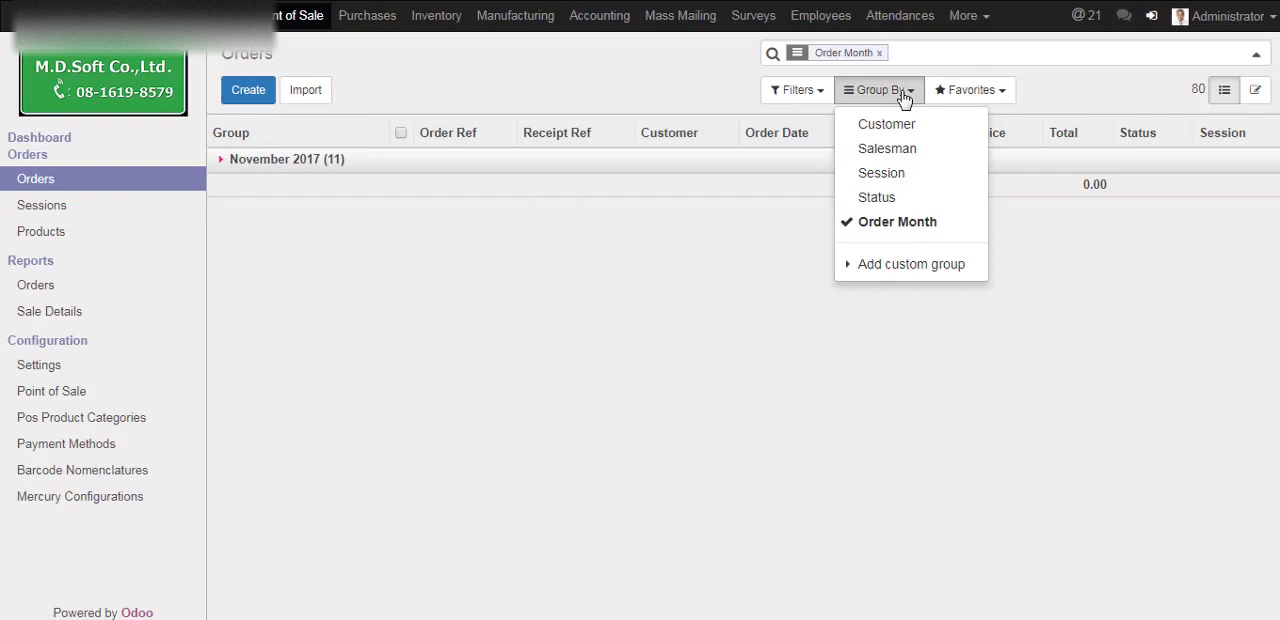 nt of Sale Purchases Inventory Manufacturing Accounting Mass Mailing Surveys Employees Attendances More @ 21 Administrator
M.D.Soft Co.,Ltd.
: 08-1619-8579
Orders
Order Month x
Create Import
Filters Group By Favorites 80
Group Order Ref Receipt Ref Customer Order Date ice Total Status Session
November 2017 (11)
0.00
Customer
Salesman
Session
Status
Order Month
Add custom group
Dashboard
Orders
Orders
Sessions
Products
Reports
Orders
Sale Details
Configuration
Settings
Point of Sale
Pos Product Categories
Payment Methods
Barcode Nomenclatures
Mercury Configurations
Powered by Odoo